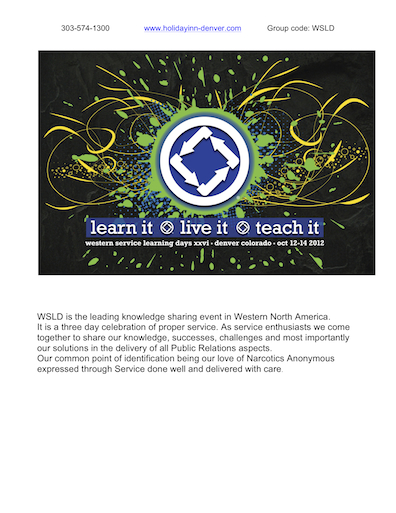 303-574-1300 www.holidayinn-denver.com Group code: WSLD
learn it live it teach it
western service learning days xxvi • denver colorado • oct 12-14 2012
WSLD is the leading knowledge sharing event in Western North America.
It is a three day celebration of proper service. As service enthusiasts we come
together to share our knowledge, successes, challenges and most importantly
our solutions in the delivery of all Public Relations aspects.
Our common point of identification being our love of Narcotics Anonymous
expressed through Service done well and delivered with care.